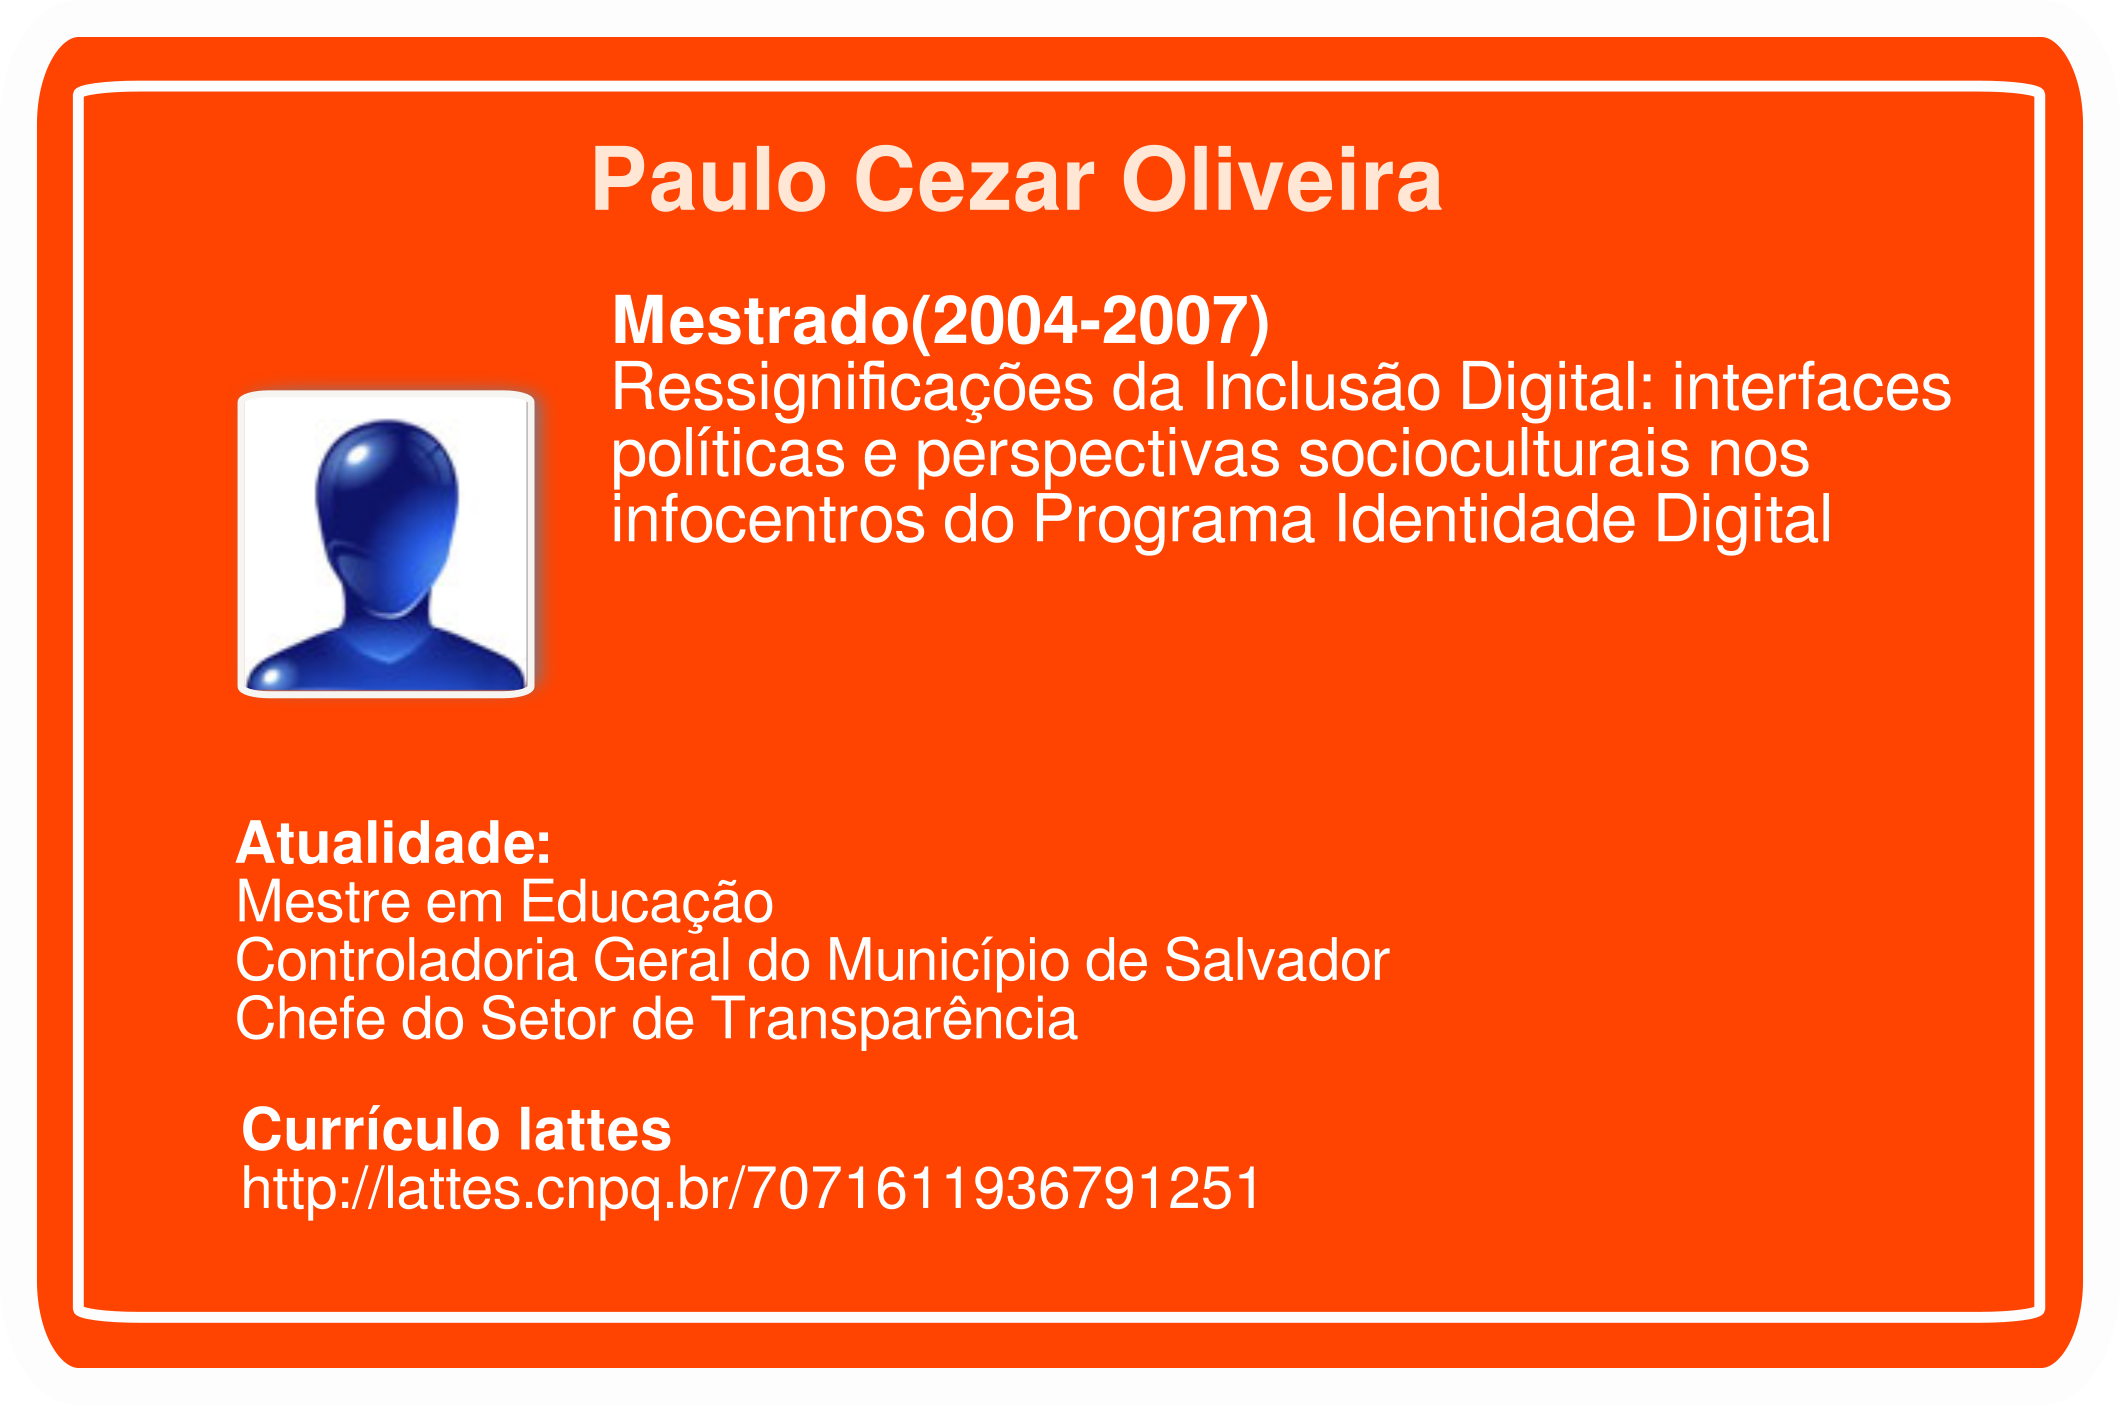 Paulo Cezar Oliveira
Mestrado(2004-2007)
Ressignificações da Inclusão Digital: interfaces
políticas e perspectivas socioculturais nos
infocentros do Programa Identidade Digital
Atualidade:
Mestre em Educação
Controladoria Geral do Município de Salvador
Chefe do Setor de Transparência
Currículo lattes
http://lattes.cnpq.br/7071611936791251